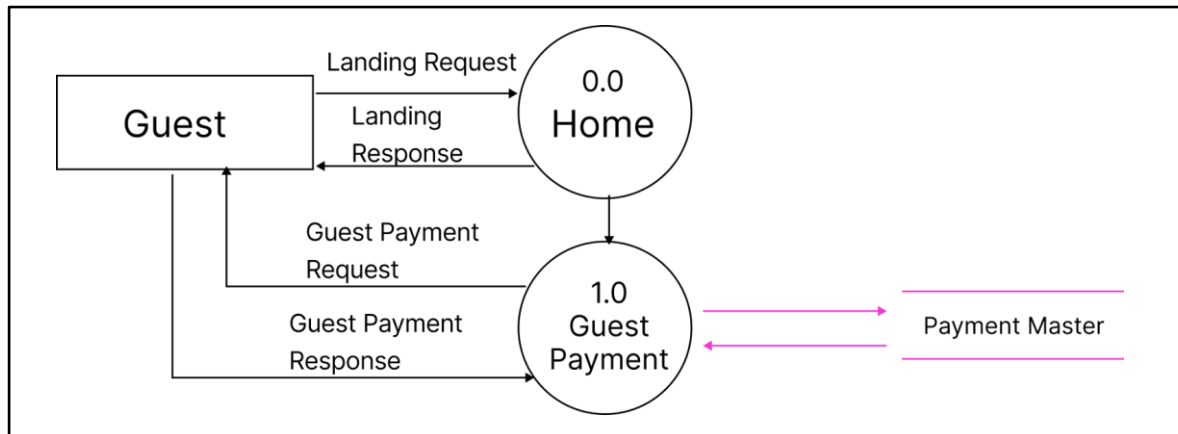 Landing Request
0.0
Home
Guest
Landing
Response
Guest Payment
Request
1.0
Guest
Payment
Guest Payment
Response
Payment Master